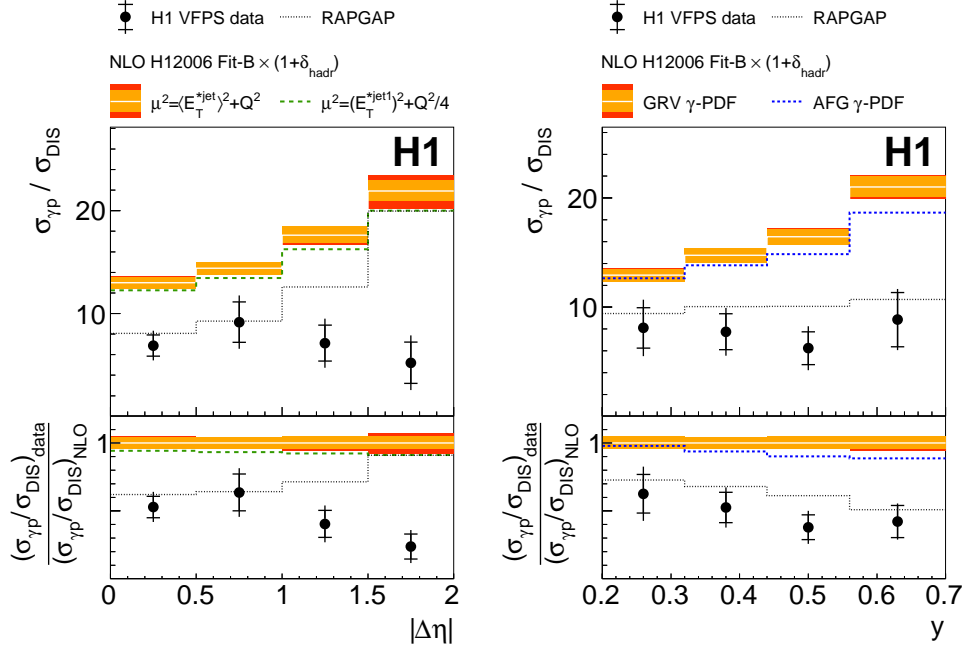 H1 VFPS data RAPGAP
NLO H12006 Fit-B × (1+δhadr)
μ²=⟨E*jet_T⟩²+Q² μ²=(E*jet1_T)²+Q²/4
H1
σγp / σDIS
20
10
(σγp/σDIS)data
(σγp/σDIS)NLO
1
0 0.5 1 1.5 2
|Δη|
H1 VFPS data RAPGAP
NLO H12006 Fit-B × (1+δhadr)
GRV γ-PDF AFG γ-PDF
H1
σγp / σDIS
20
10
(σγp/σDIS)data
(σγp/σDIS)NLO
1
0.2 0.3 0.4 0.5 0.6 0.7
y